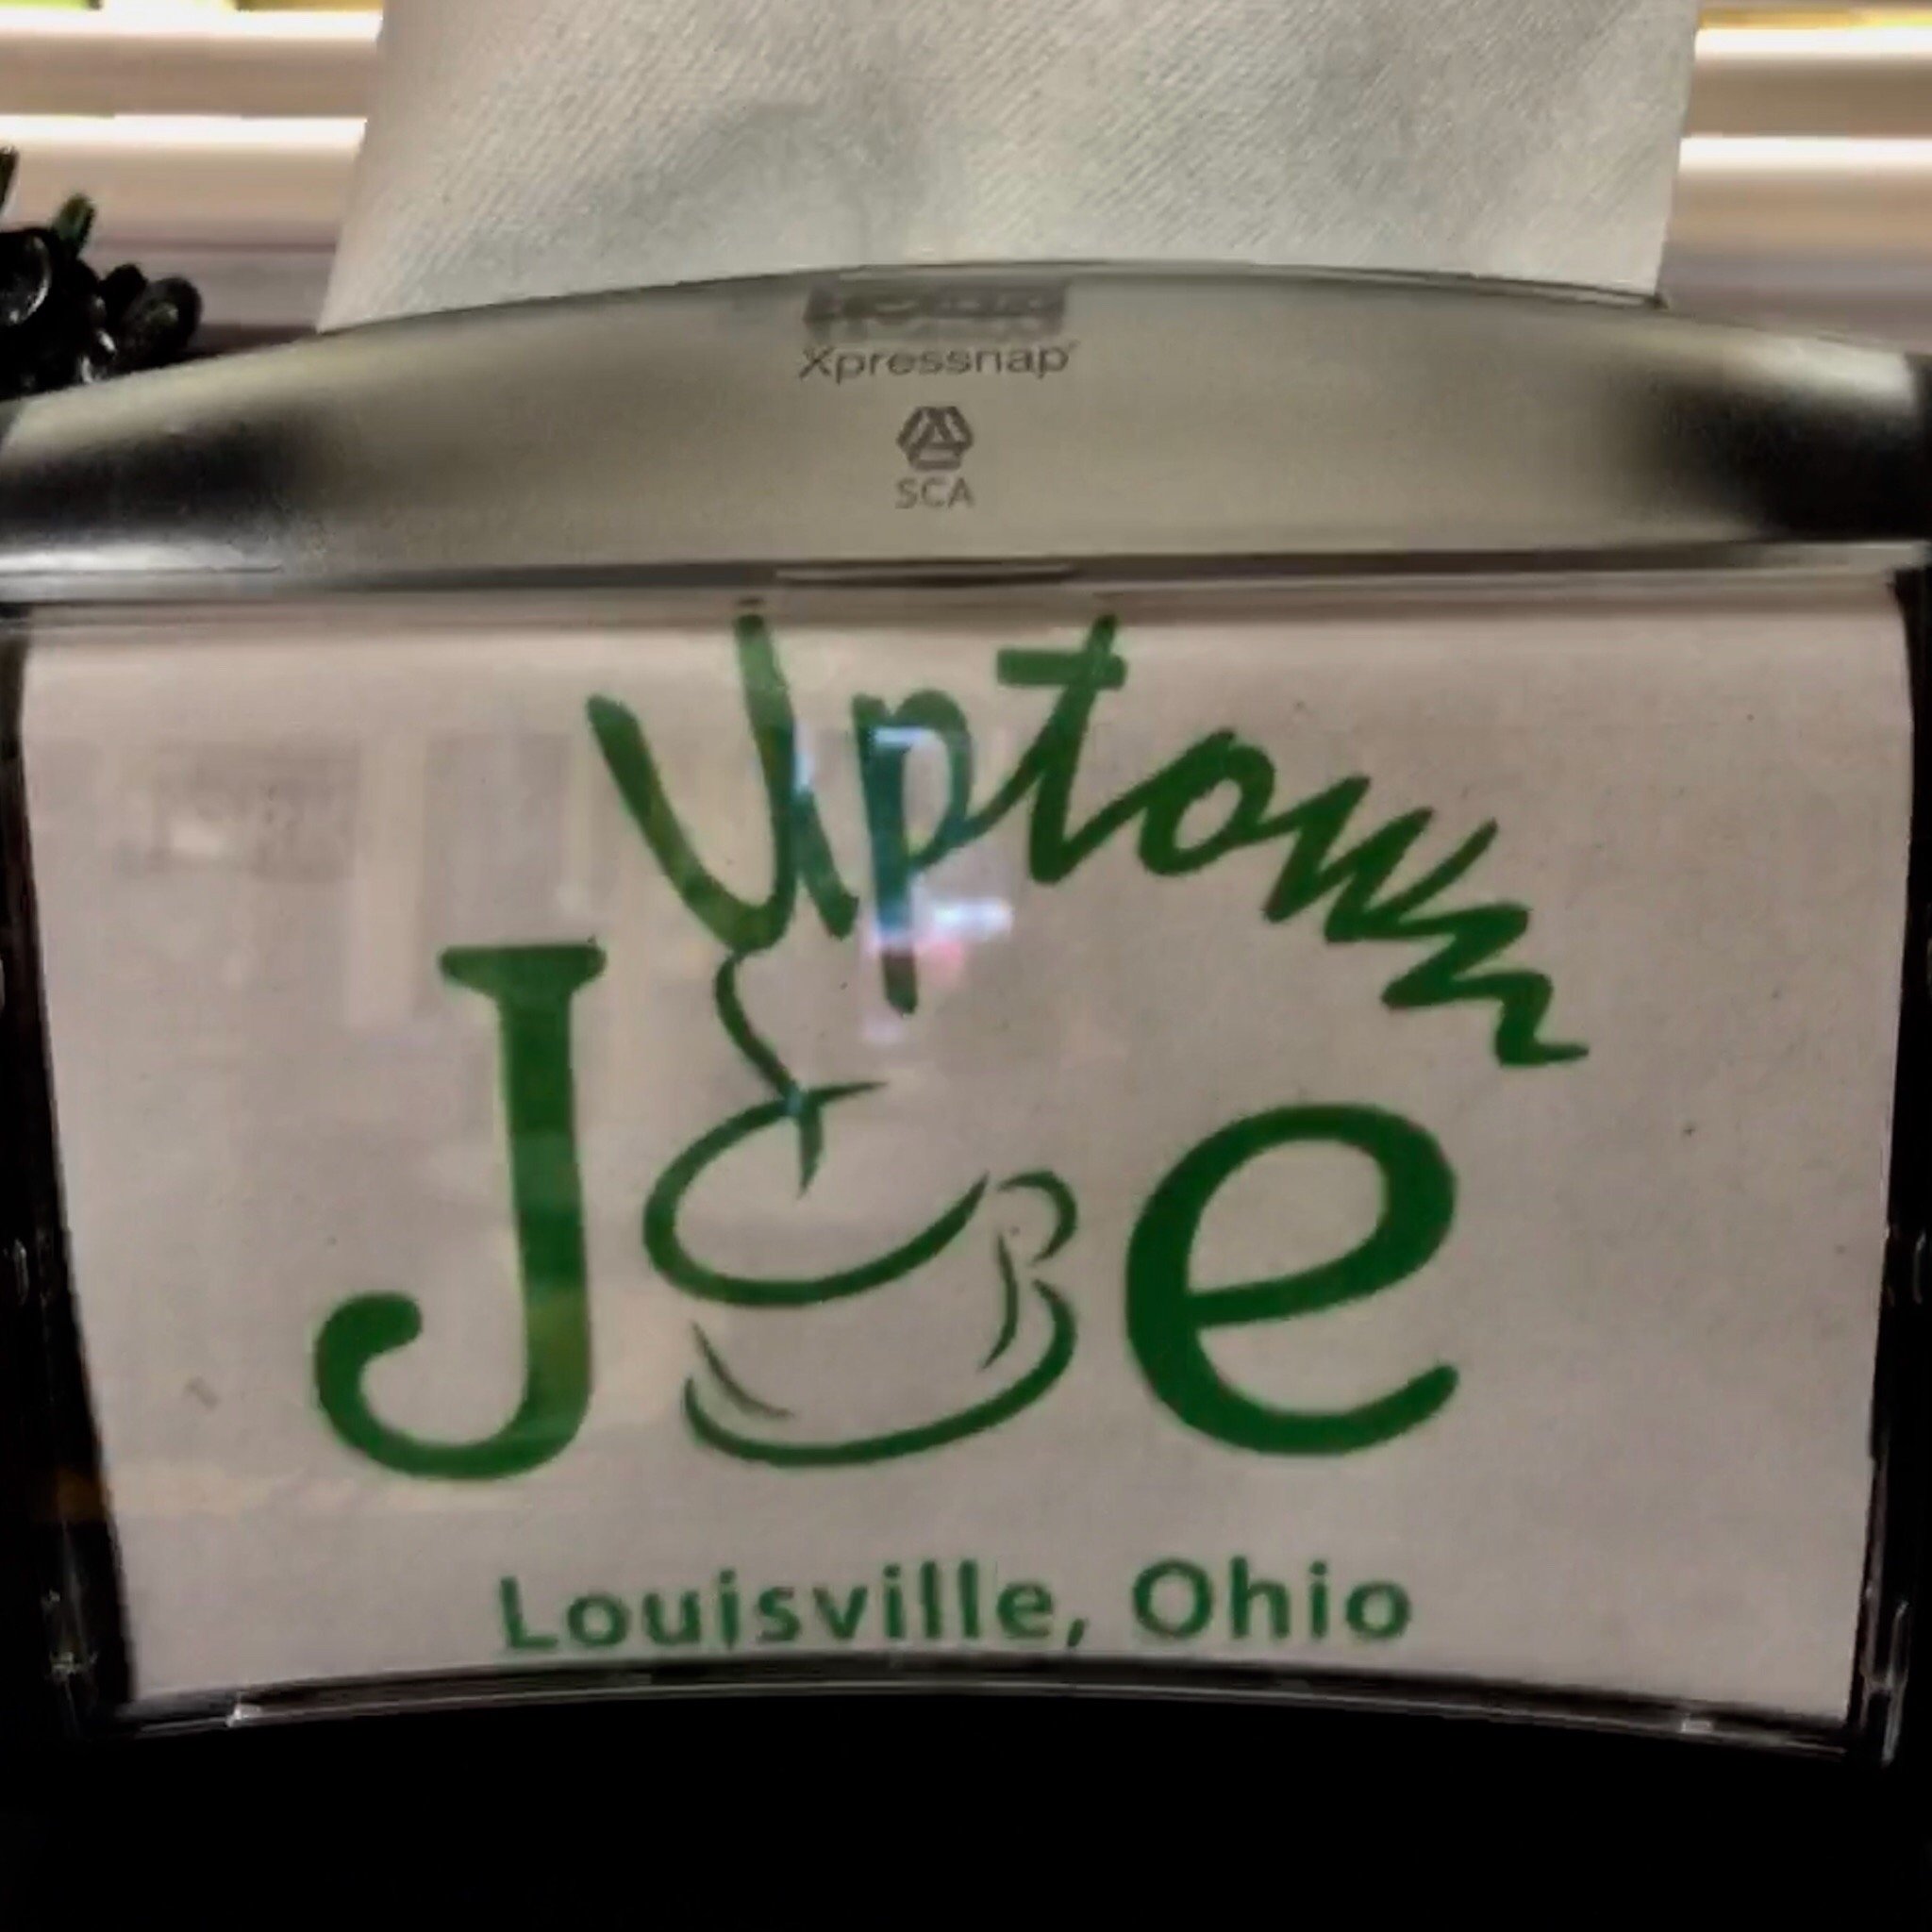 Xpressnap
SCA
Uptown
Joe
Louisville, Ohio